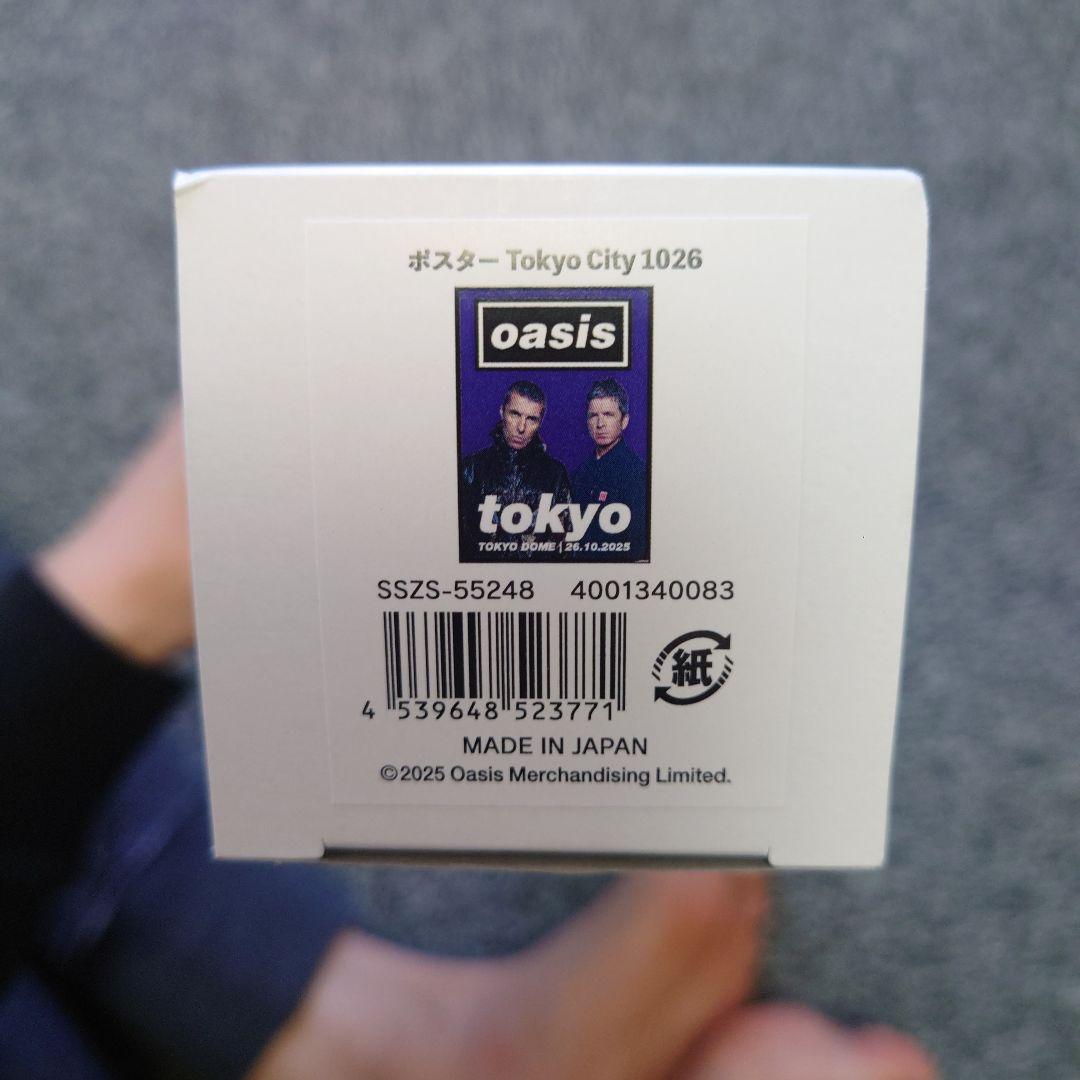 ポスター Tokyo City 1026
oasis
tokyo
TOKYO DOME | 26.10.2025
SSZS-55248 4001340083
4 539648 523771
紙
MADE IN JAPAN
©2025 Oasis Merchandising Limited.